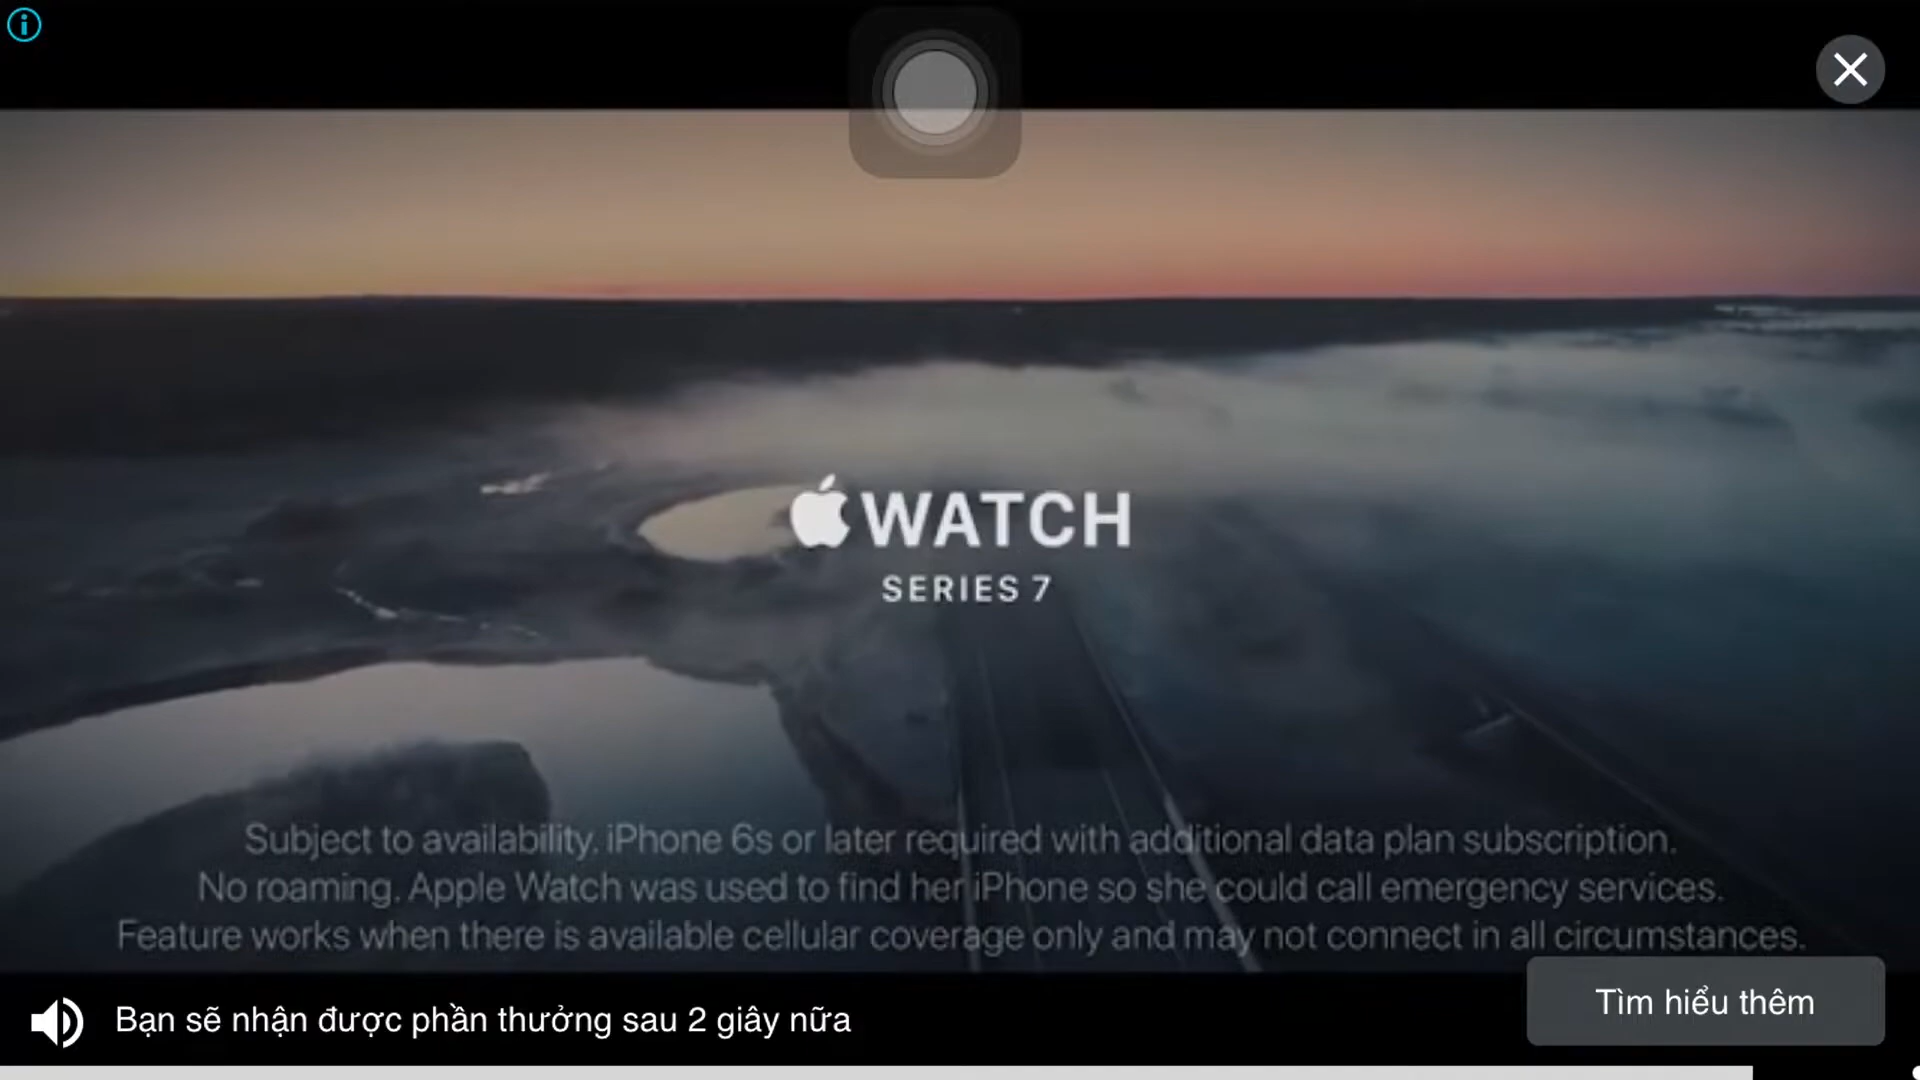 WATCH
SERIES 7
Subject to availability. iPhone 6s or later required with additional data plan subscription.
No roaming. Apple Watch was used to find her iPhone so she could call emergency services.
Feature works when there is available cellular coverage only and may not connect in all circumstances.
Bạn sẽ nhận được phần thưởng sau 2 giây nữa
Tìm hiểu thêm